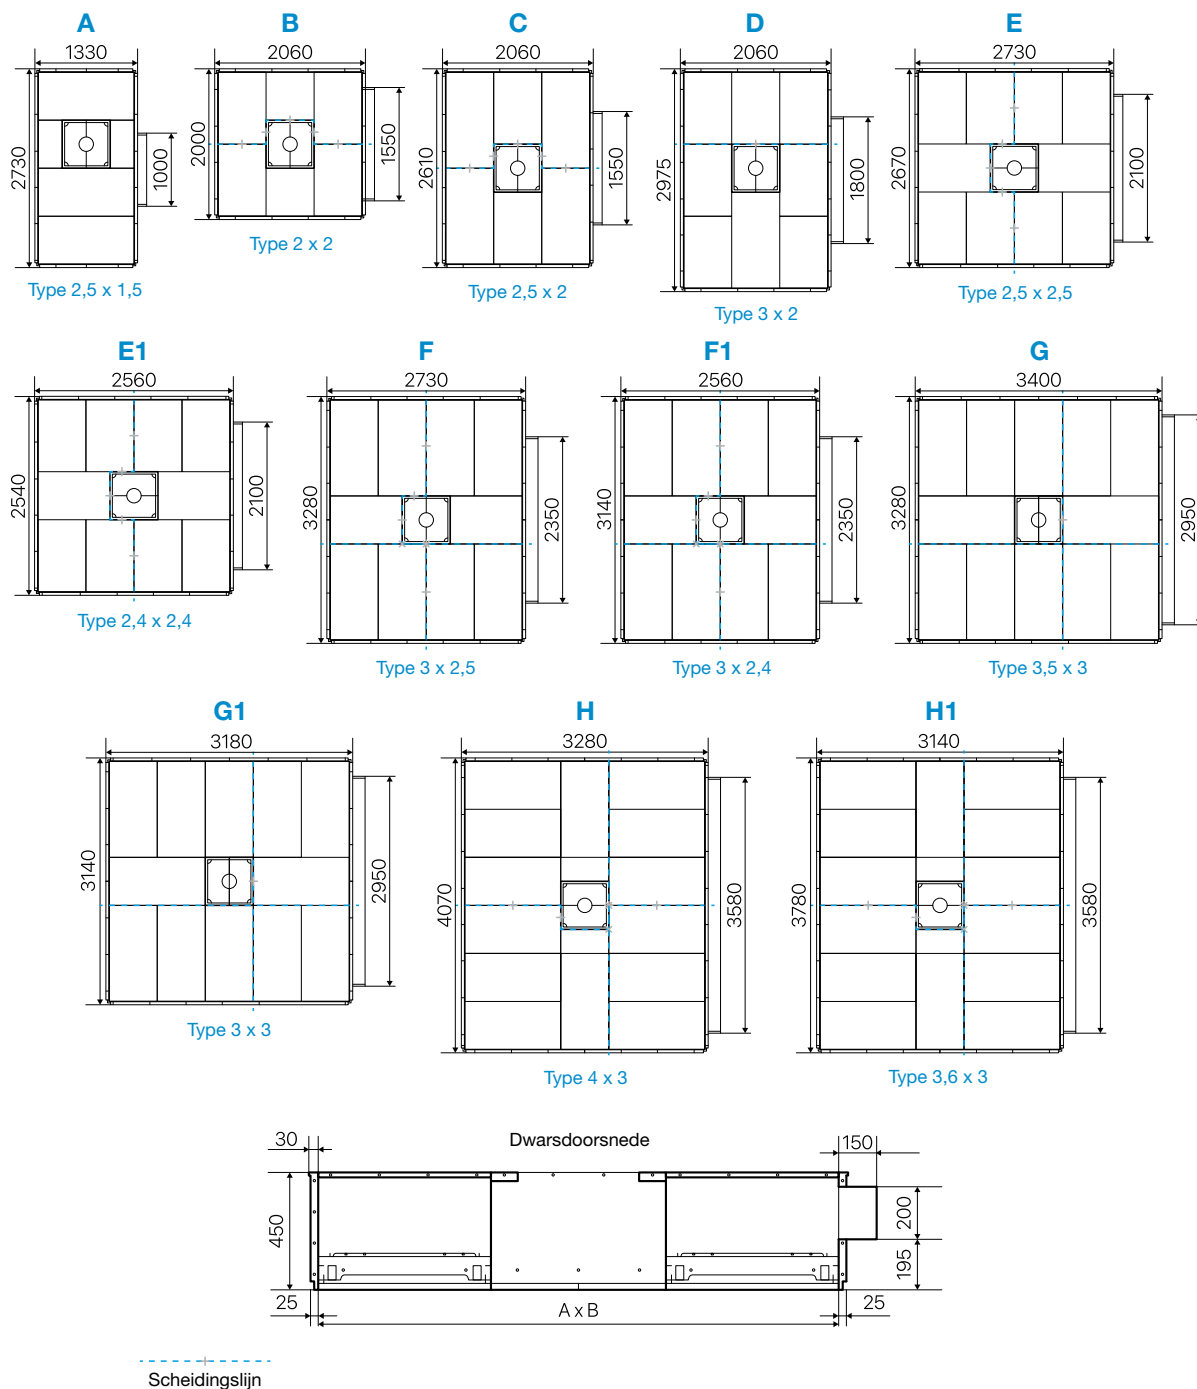 A
B
C
D
E
1330
2060
2060
2060
2730
2730
1000
2000
1550
2610
1550
2975
1800
2670
2100
Type 2,5 x 1,5
Type 2 x 2
Type 2,5 x 2
Type 3 x 2
Type 2,5 x 2,5
E1
F
F1
G
2560
2730
2560
3400
2540
2100
3280
2350
3140
2350
3280
2950
Type 2,4 x 2,4
Type 3 x 2,5
Type 3 x 2,4
Type 3,5 x 3
G1
H
H1
3180
3280
3140
3140
2950
4070
3580
3780
3580
Type 3 x 3
Type 4 x 3
Type 3,6 x 3
Dwarsdoorsnede
30
150
450
200
195
25
A x B
25
Scheidingslijn